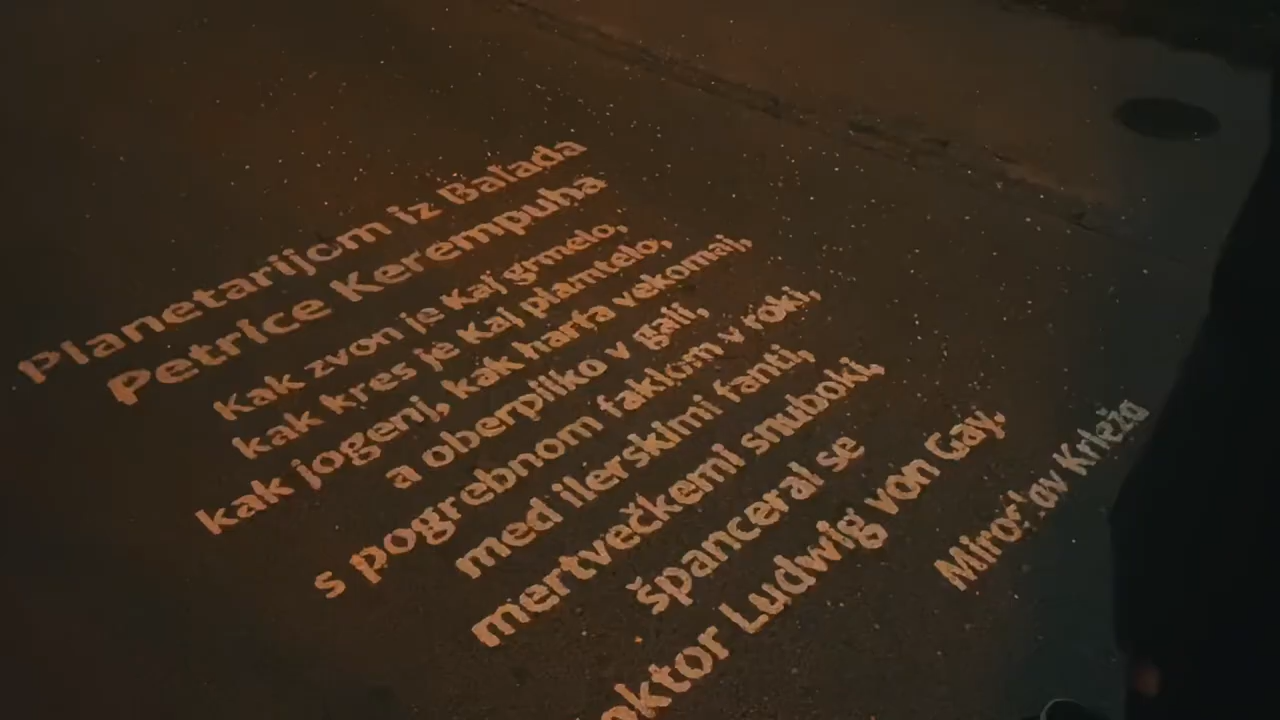 Planetarijom iz Balada
Petrice Kerempuha
Kak zvon je Kaj grmelo,
kak kres je Kaj plamtelo,
kak jogenj, kak harfa vekomaj,
a oberpilko v gali,
s pogrebnom faklom v roki,
med ilerskimi fanti,
mertvečkemi snuboki,
španceral se
oktor Ludwig von Gay.
Miroslav Krleža